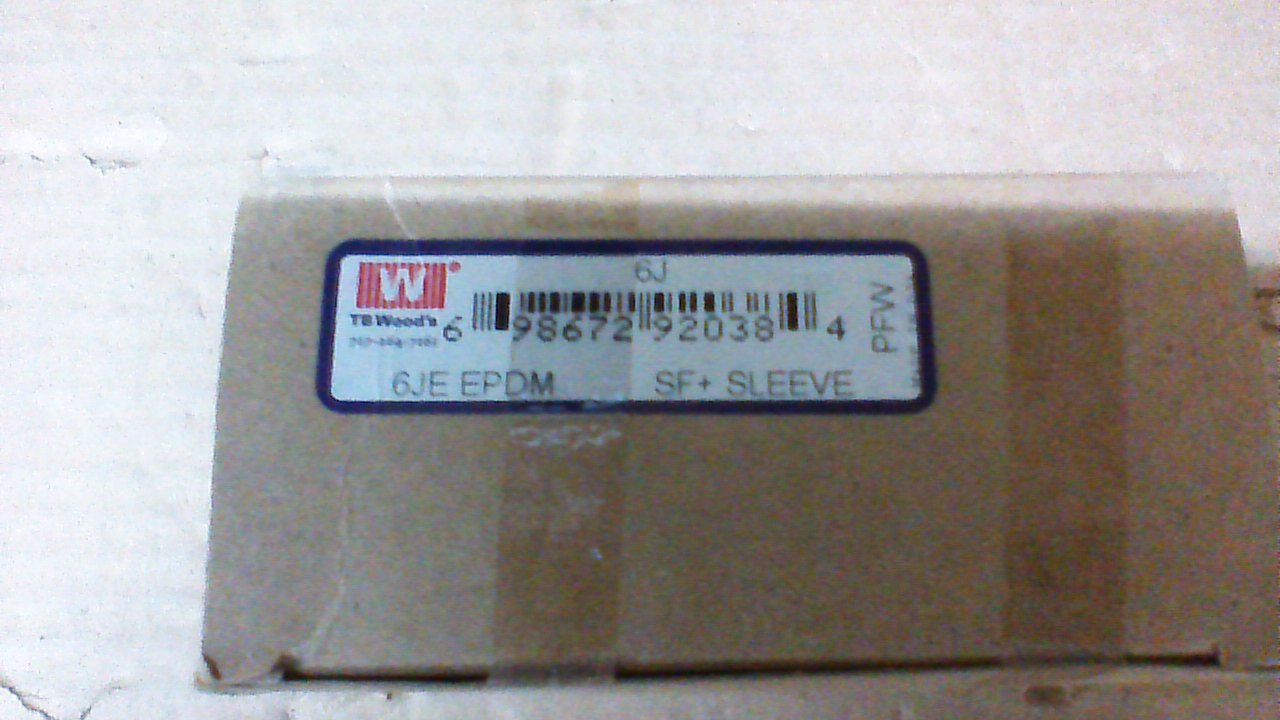 6J
W
TB Wood's
6 98672 92038 4
PFW
6JE EPDM SF+ SLEEVE